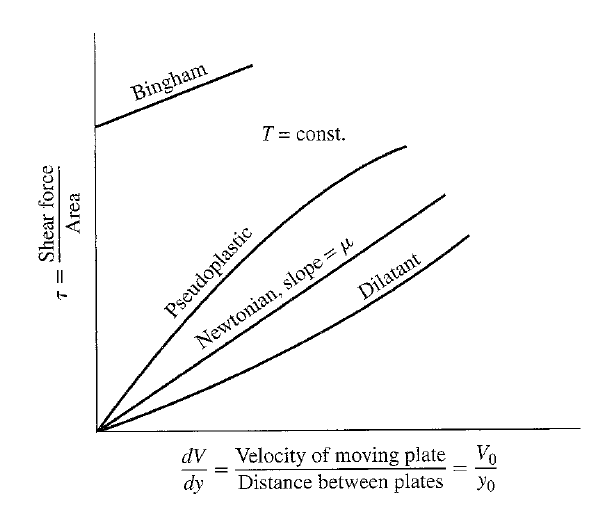 Bingham
T = const.
τ = Shear force / Area
Pseudoplastic
Newtonian, slope = μ
Dilatant
dV / dy = Velocity of moving plate / Distance between plates = V₀ / y₀